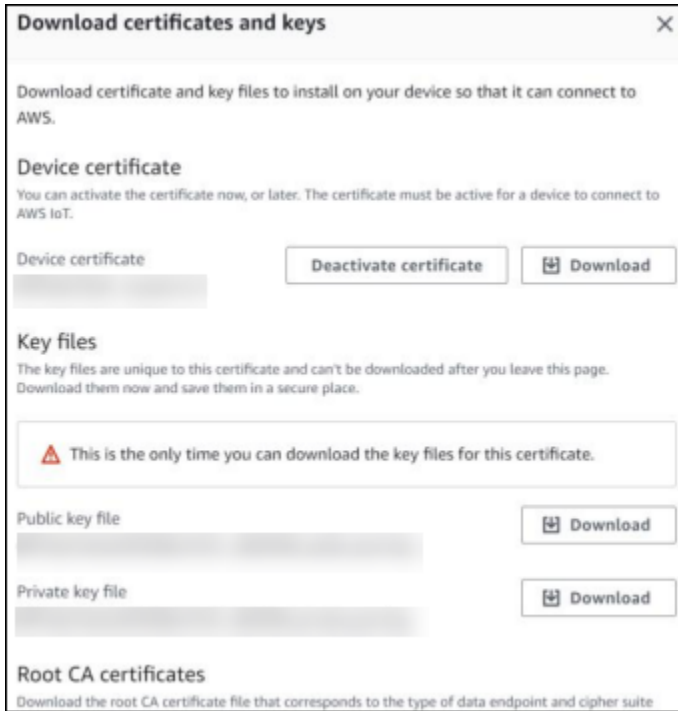 Download certificates and keys
Download certificate and key files to install on your device so that it can connect to
AWS.
Device certificate
You can activate the certificate now, or later. The certificate must be active for a device to connect to
AWS IoT.
Device certificate
Deactivate certificate
Download
Key files
The key files are unique to this certificate and can't be downloaded after you leave this page.
Download them now and save them in a secure place.
This is the only time you can download the key files for this certificate.
Public key file
Download
Private key file
Download
Root CA certificates
Download the root CA certificate file that corresponds to the type of data endpoint and cipher suite